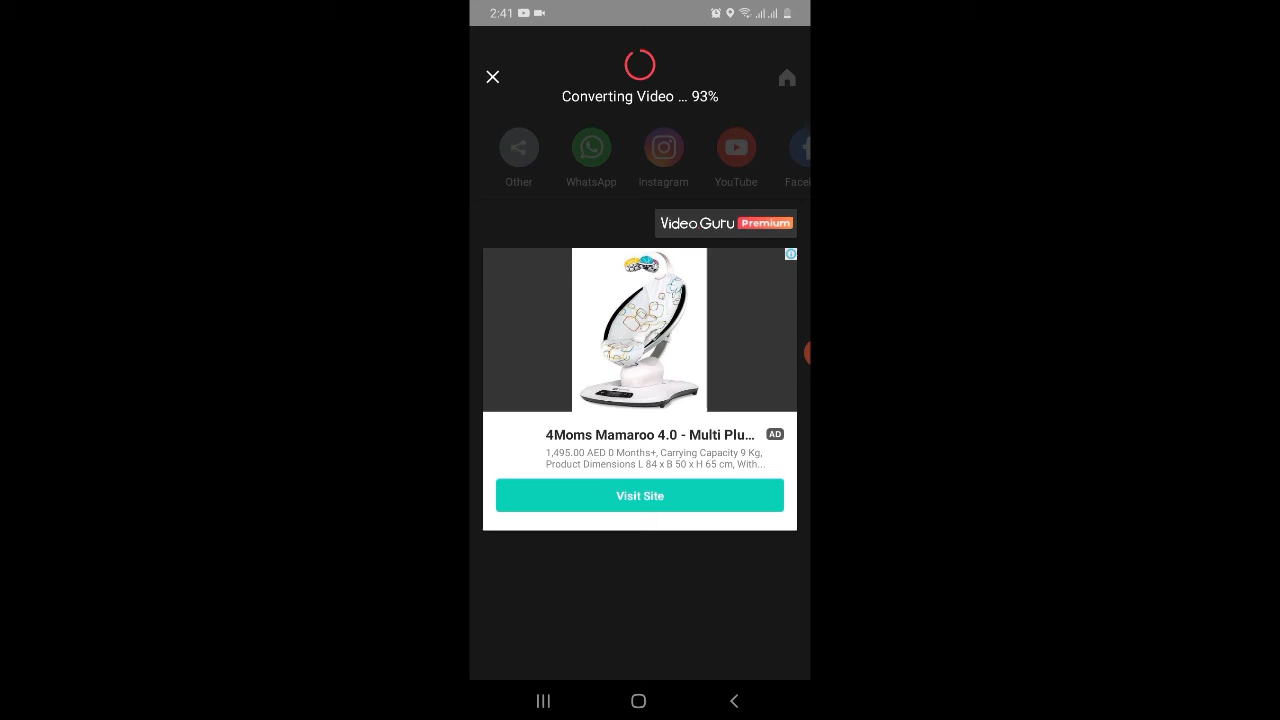 2:41
Converting Video ... 93%
Other
WhatsApp
Instagram
YouTube
Facel
Video Guru Premium
4Moms Mamaroo 4.0 - Multi Plu...
AD
1,495.00 AED 0 Months+, Carrying Capacity 9 Kg,
Product Dimensions L 84 x B 50 x H 65 cm, With...
Visit Site